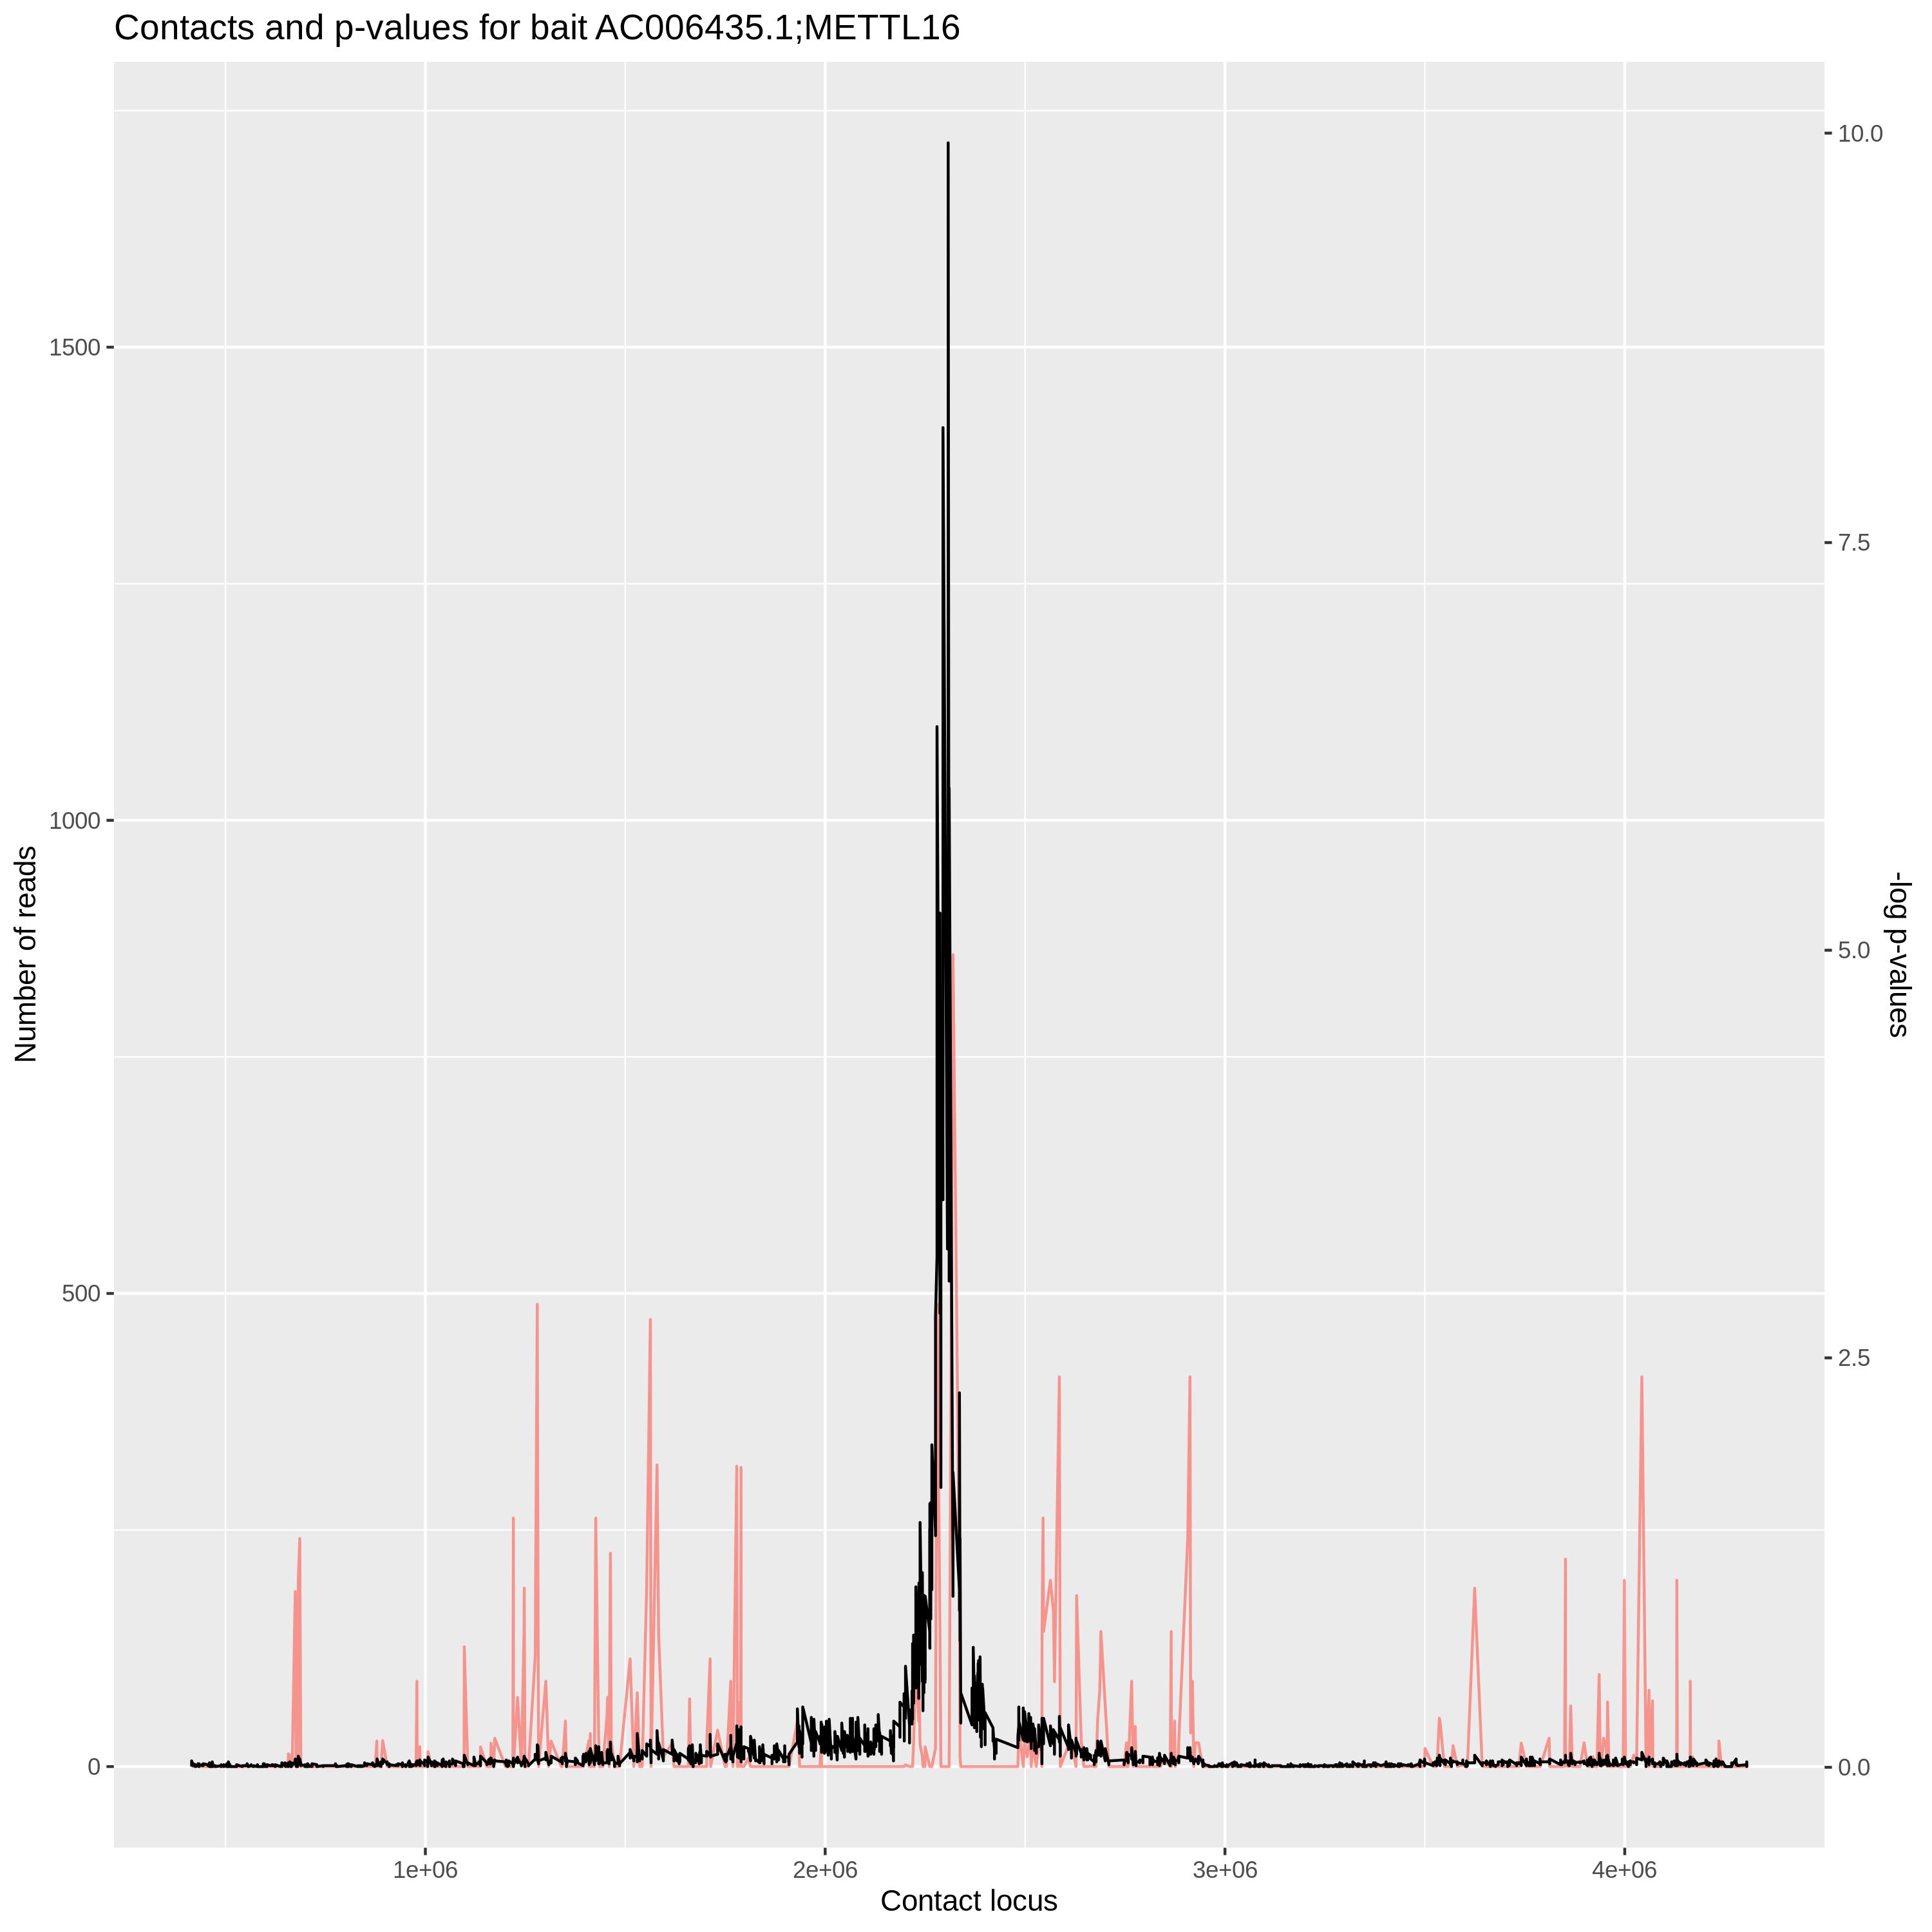 Contacts and p-values for bait AC006435.1;METTL16
Number of reads
1500
1000
500
0
10.0
7.5
5.0
2.5
0.0
-log p-values
1e+06
2e+06
3e+06
4e+06
Contact locus